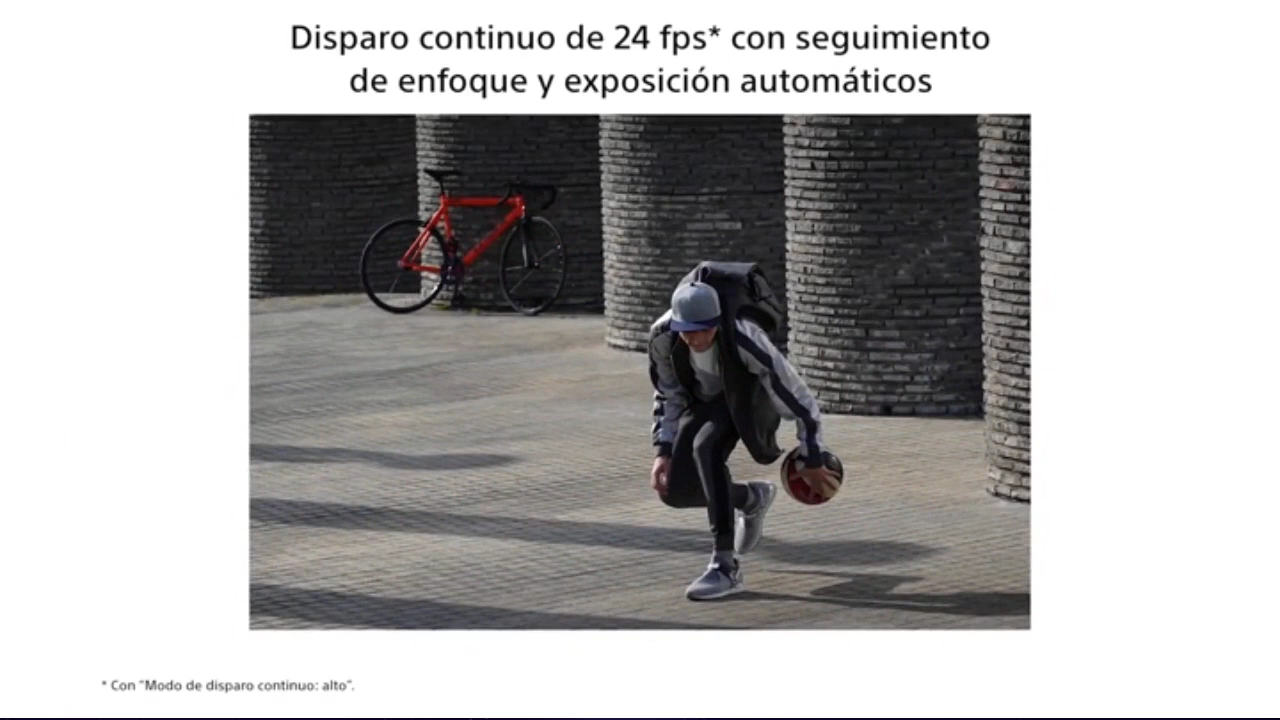 Disparo continuo de 24 fps* con seguimiento
de enfoque y exposición automáticos
* Con "Modo de disparo continuo: alto".